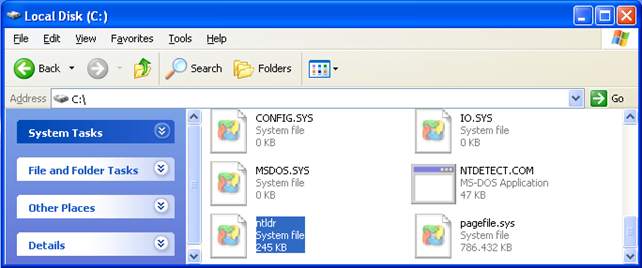 Local Disk (C:)
File Edit View Favorites Tools Help
Back Search Folders
Address C:\ Go
System Tasks
File and Folder Tasks
Other Places
Details
CONFIG.SYS
System file
0 KB
IO.SYS
System file
0 KB
MSDOS.SYS
System file
0 KB
NTDETECT.COM
MS-DOS Application
47 KB
ntldr
System file
245 KB
pagefile.sys
System file
786.432 KB